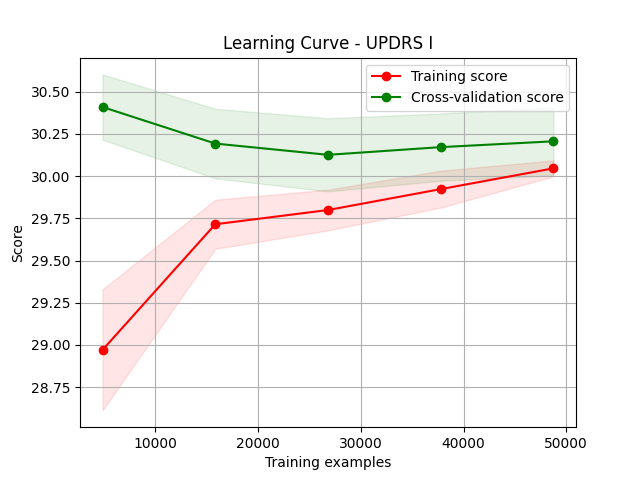 Learning Curve - UPDRS I
Training score
Cross-validation score
30.50
30.25
30.00
29.75
29.50
29.25
29.00
28.75
Score
10000
20000
30000
40000
50000
Training examples